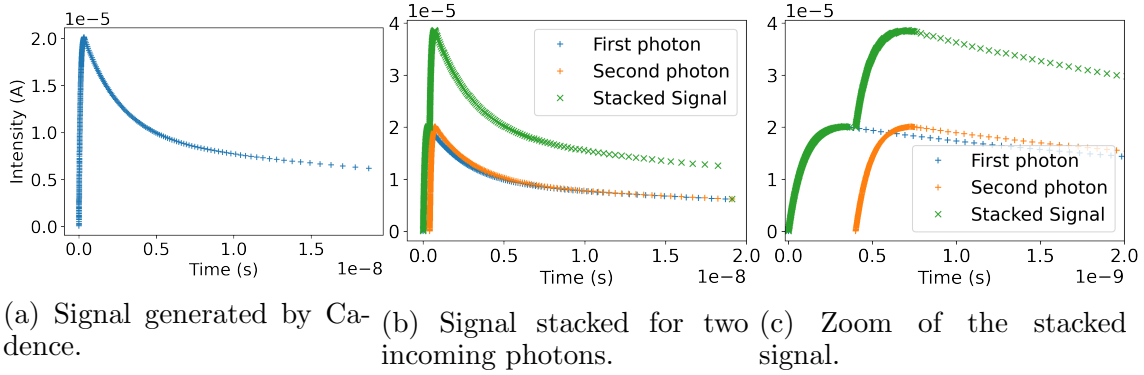 1e−5
2.0
1.5
1.0
0.5
0.0
Intensity (A)
0.0 0.5 1.0 1.5
Time (s)
1e−8
(a) Signal generated by Ca-
dence.
1e−5
4
3
2
1
0
First photon
Second photon
Stacked Signal
0.0 0.5 1.0 1.5 2.0
Time (s)
1e−8
(b) Signal stacked for two
incoming photons.
1e−5
4
3
2
1
0
First photon
Second photon
Stacked Signal
0.0 0.5 1.0 1.5 2.0
Time (s)
1e−9
(c) Zoom of the stacked
signal.